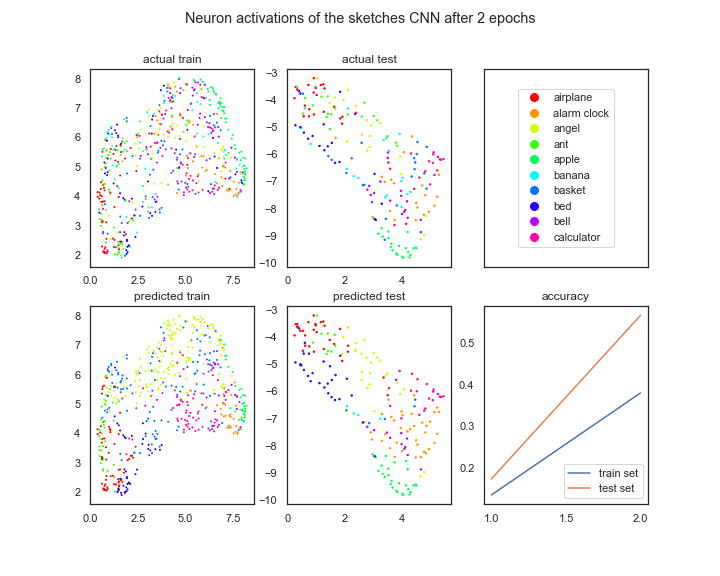 Neuron activations of the sketches CNN after 2 epochs
actual train
8
7
6
5
4
3
2
0.0 2.5 5.0 7.5
actual test
−3
−4
−5
−6
−7
−8
−9
−10
0 2 4
airplane
alarm clock
angel
ant
apple
banana
basket
bed
bell
calculator
predicted train
8
7
6
5
4
3
2
0.0 2.5 5.0 7.5
predicted test
−3
−4
−5
−6
−7
−8
−9
−10
0 2 4
accuracy
0.5
0.4
0.3
0.2
train set
test set
1.0 1.5 2.0